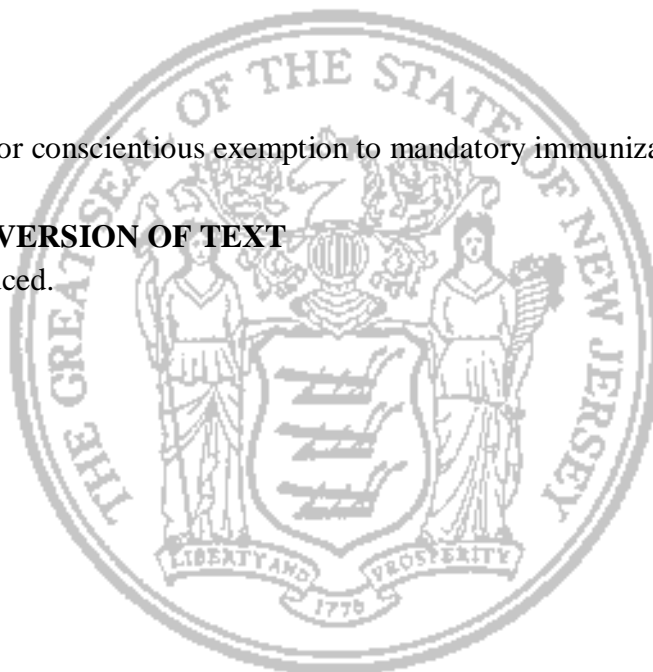 THE GREAT SEAL OF THE STATE OF NEW JERSEY
or conscientious exemption to mandatory immuniza
VERSION OF TEXT
ced.
LIBERTY AND PROSPERITY
1776